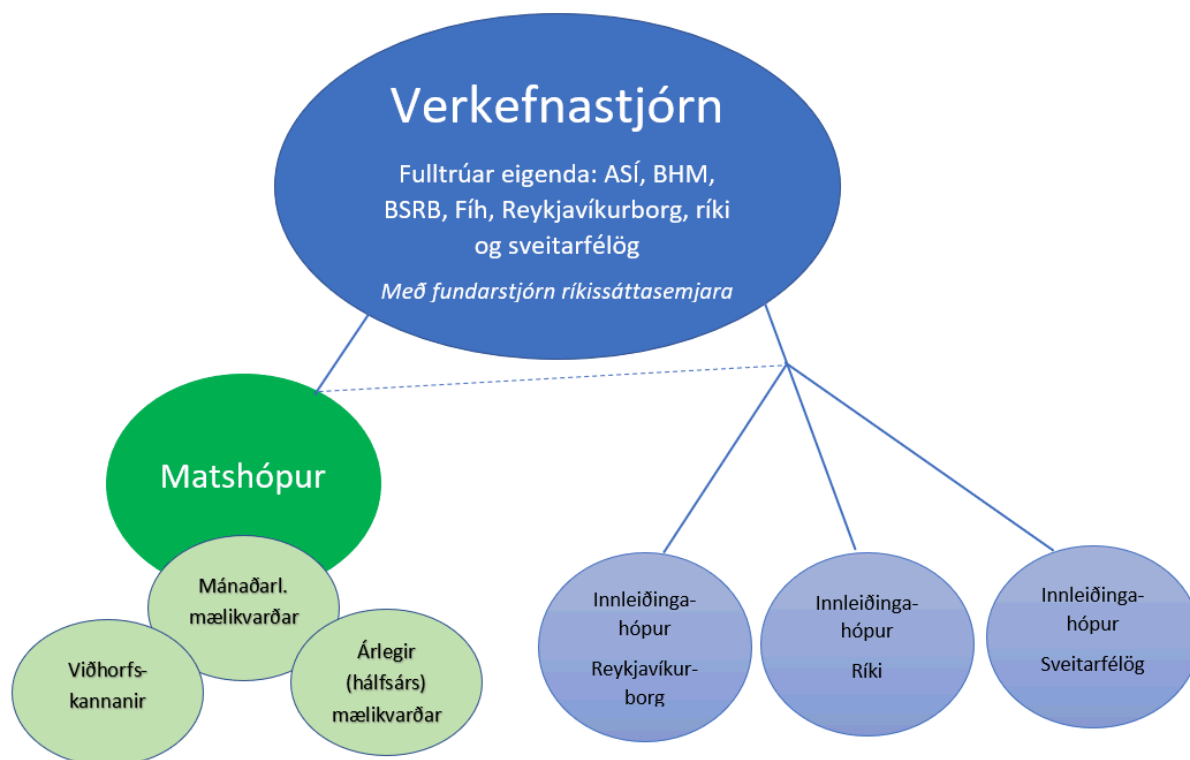 Verkefnastjórn
Fulltrúar eigenda: ASÍ, BHM,
BSRB, Fíh, Reykjavíkurborg, ríki
og sveitarfélög
Með fundarstjórn ríkissáttasemjara
Matshópur
Mánaðarl.
mælikvarðar
Viðhorfs-
kannanir
Árlegir
(hálfsárs)
mælikvarðar
Innleiðinga-
hópur
Reykjavíkur-
borg
Innleiðinga-
hópur
Ríki
Innleiðinga-
hópur
Sveitarfélög